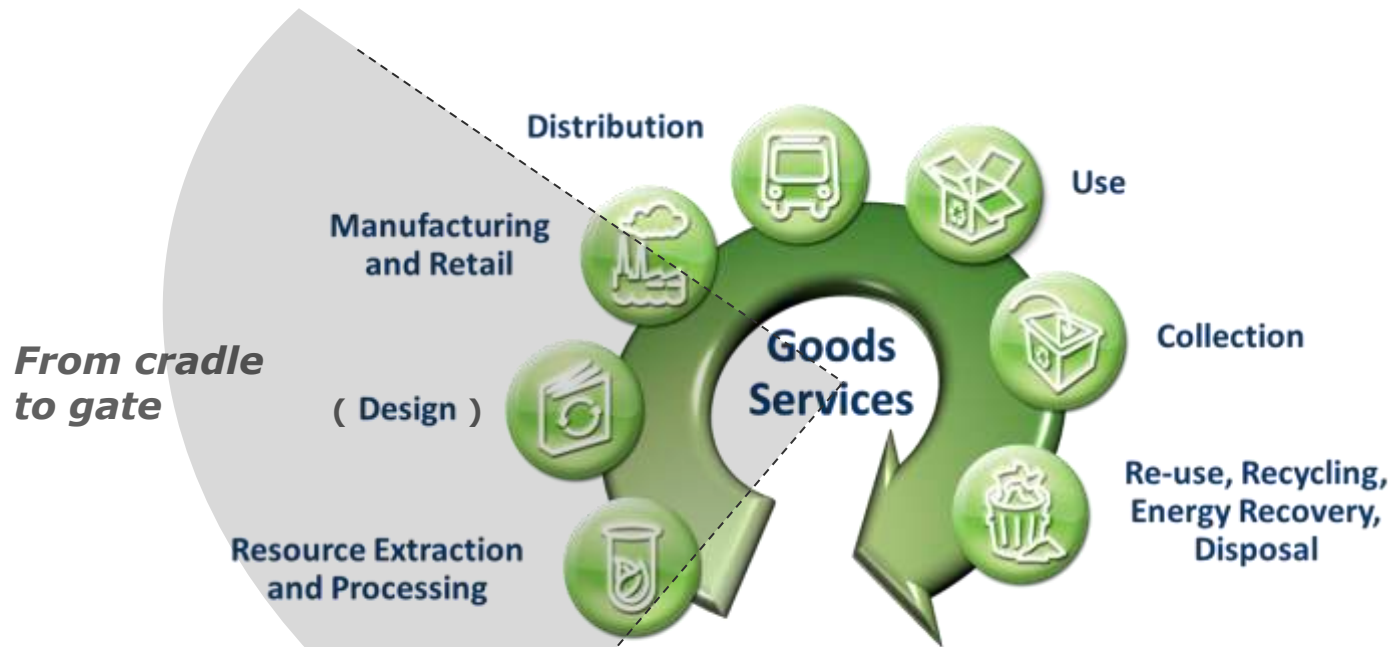 Distribution
Use
Manufacturing
and Retail
Goods
Services
Collection
From cradle
to gate
( Design )
Re-use, Recycling,
Energy Recovery,
Disposal
Resource Extraction
and Processing